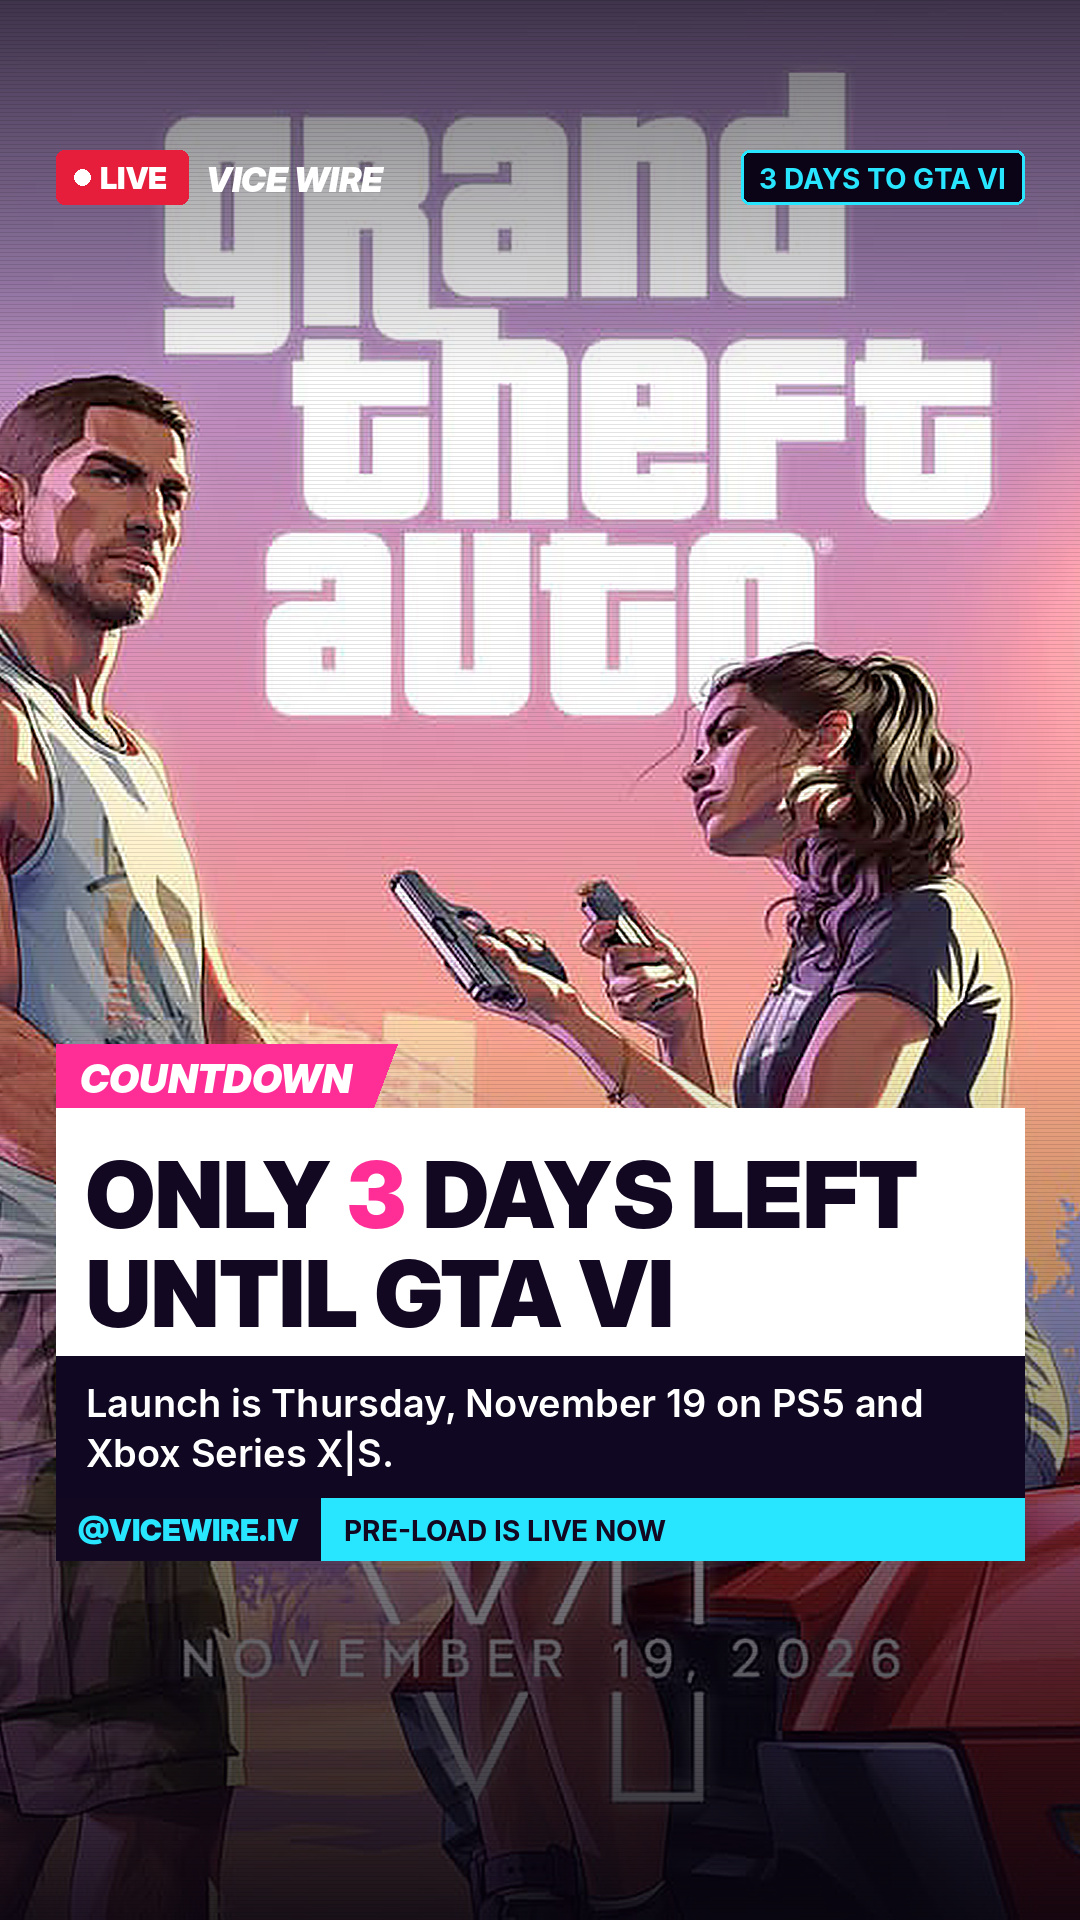 grand
theft
auto®
LIVE VICE WIRE
3 DAYS TO GTA VI
COUNTDOWN
ONLY 3 DAYS LEFT
UNTIL GTA VI
Launch is Thursday, November 19 on PS5 and
Xbox Series X|S.
@VICEWIRE.IV
PRE-LOAD IS LIVE NOW
NOVEMBER 19, 2026